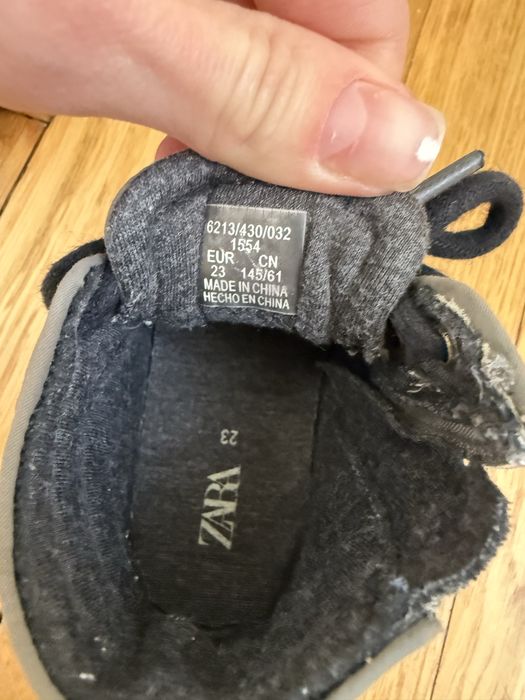 6213/430/032
1554
EUR CN
23 145/61
MADE IN CHINA
HECHO EN CHINA
23
ZARA